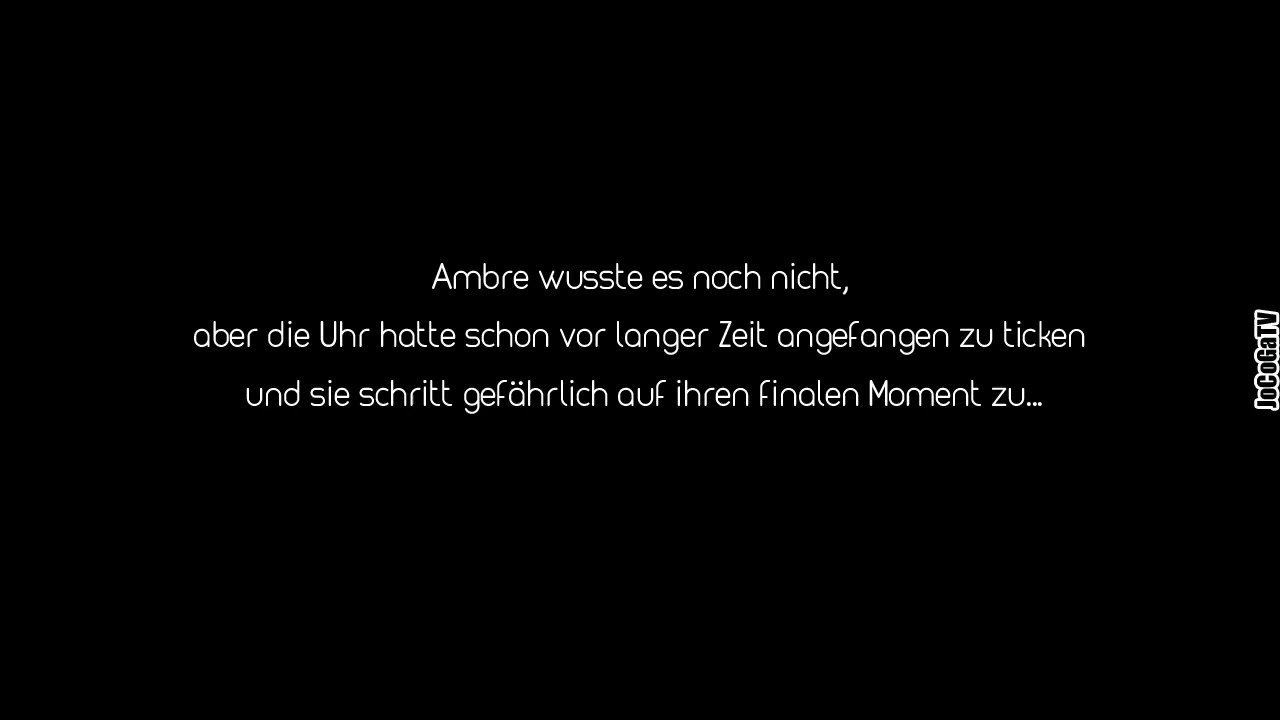 Ambre wusste es noch nicht,
aber die Uhr hatte schon vor langer Zeit angefangen zu ticken
und sie schritt gefährlich auf ihren finalen Moment zu...
JoCoGaTV